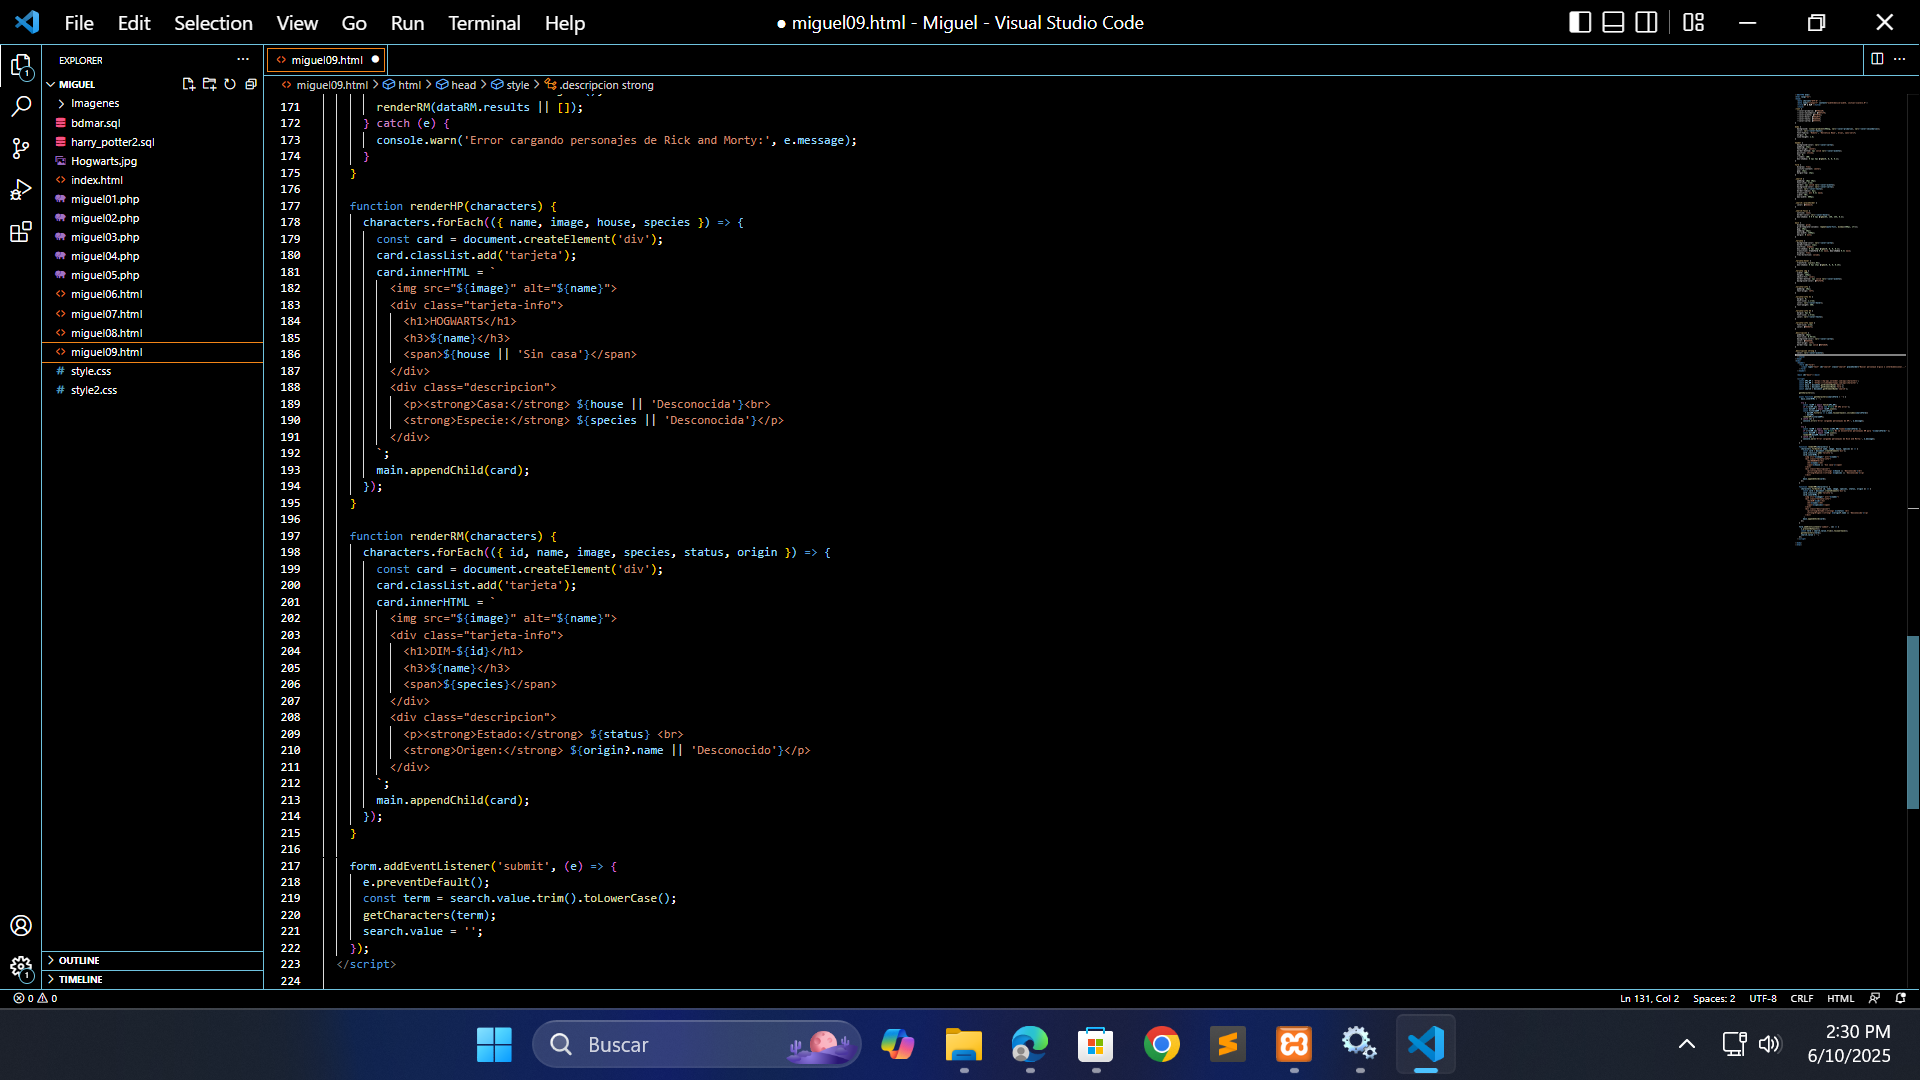 File Edit Selection View Go Run Terminal Help
● miguel09.html - Miguel - Visual Studio Code
EXPLORER
MIGUEL
Imagenes
bdmar.sql
harry_potter2.sql
Hogwarts.jpg
index.html
miguel01.php
miguel02.php
miguel03.php
miguel04.php
miguel05.php
miguel06.html
miguel07.html
miguel08.html
miguel09.html
style.css
style2.css
OUTLINE
TIMELINE
miguel09.html
miguel09.html > html > head > style > .descripcion strong
171 renderRM(dataRM.results || []);
172 } catch (e) {
173 console.warn('Error cargando personajes de Rick and Morty:', e.message);
174 }
175 }
176
177 function renderHP(characters) {
178 characters.forEach(({ name, image, house, species }) => {
179 const card = document.createElement('div');
180 card.classList.add('tarjeta');
181 card.innerHTML = `
182 <img src="${image}" alt="${name}">
183 <div class="tarjeta-info">
184 <h1>HOGWARTS</h1>
185 <h3>${name}</h3>
186 <span>${house || 'Sin casa'}</span>
187 </div>
188 <div class="descripcion">
189 <p><strong>Casa:</strong> ${house || 'Desconocida'}<br>
190 <strong>Especie:</strong> ${species || 'Desconocida'}</p>
191 </div>
192 `;
193 main.appendChild(card);
194 });
195 }
196
197 function renderRM(characters) {
198 characters.forEach(({ id, name, image, species, status, origin }) => {
199 const card = document.createElement('div');
200 card.classList.add('tarjeta');
201 card.innerHTML = `
202 <img src="${image}" alt="${name}">
203 <div class="tarjeta-info">
204 <h1>DIM-${id}</h1>
205 <h3>${name}</h3>
206 <span>${species}</span>
207 </div>
208 <div class="descripcion">
209 <p><strong>Estado:</strong> ${status} <br>
210 <strong>Origen:</strong> ${origin?.name || 'Desconocido'}</p>
211 </div>
212 `;
213 main.appendChild(card);
214 });
215 }
216
217 form.addEventListener('submit', (e) => {
218 e.preventDefault();
219 const term = search.value.trim().toLowerCase();
220 getCharacters(term);
221 search.value = '';
222 });
223 </script>
224
0 0
Ln 131, Col 2 Spaces: 2 UTF-8 CRLF HTML
1
1
Buscar
2:30 PM
6/10/2025